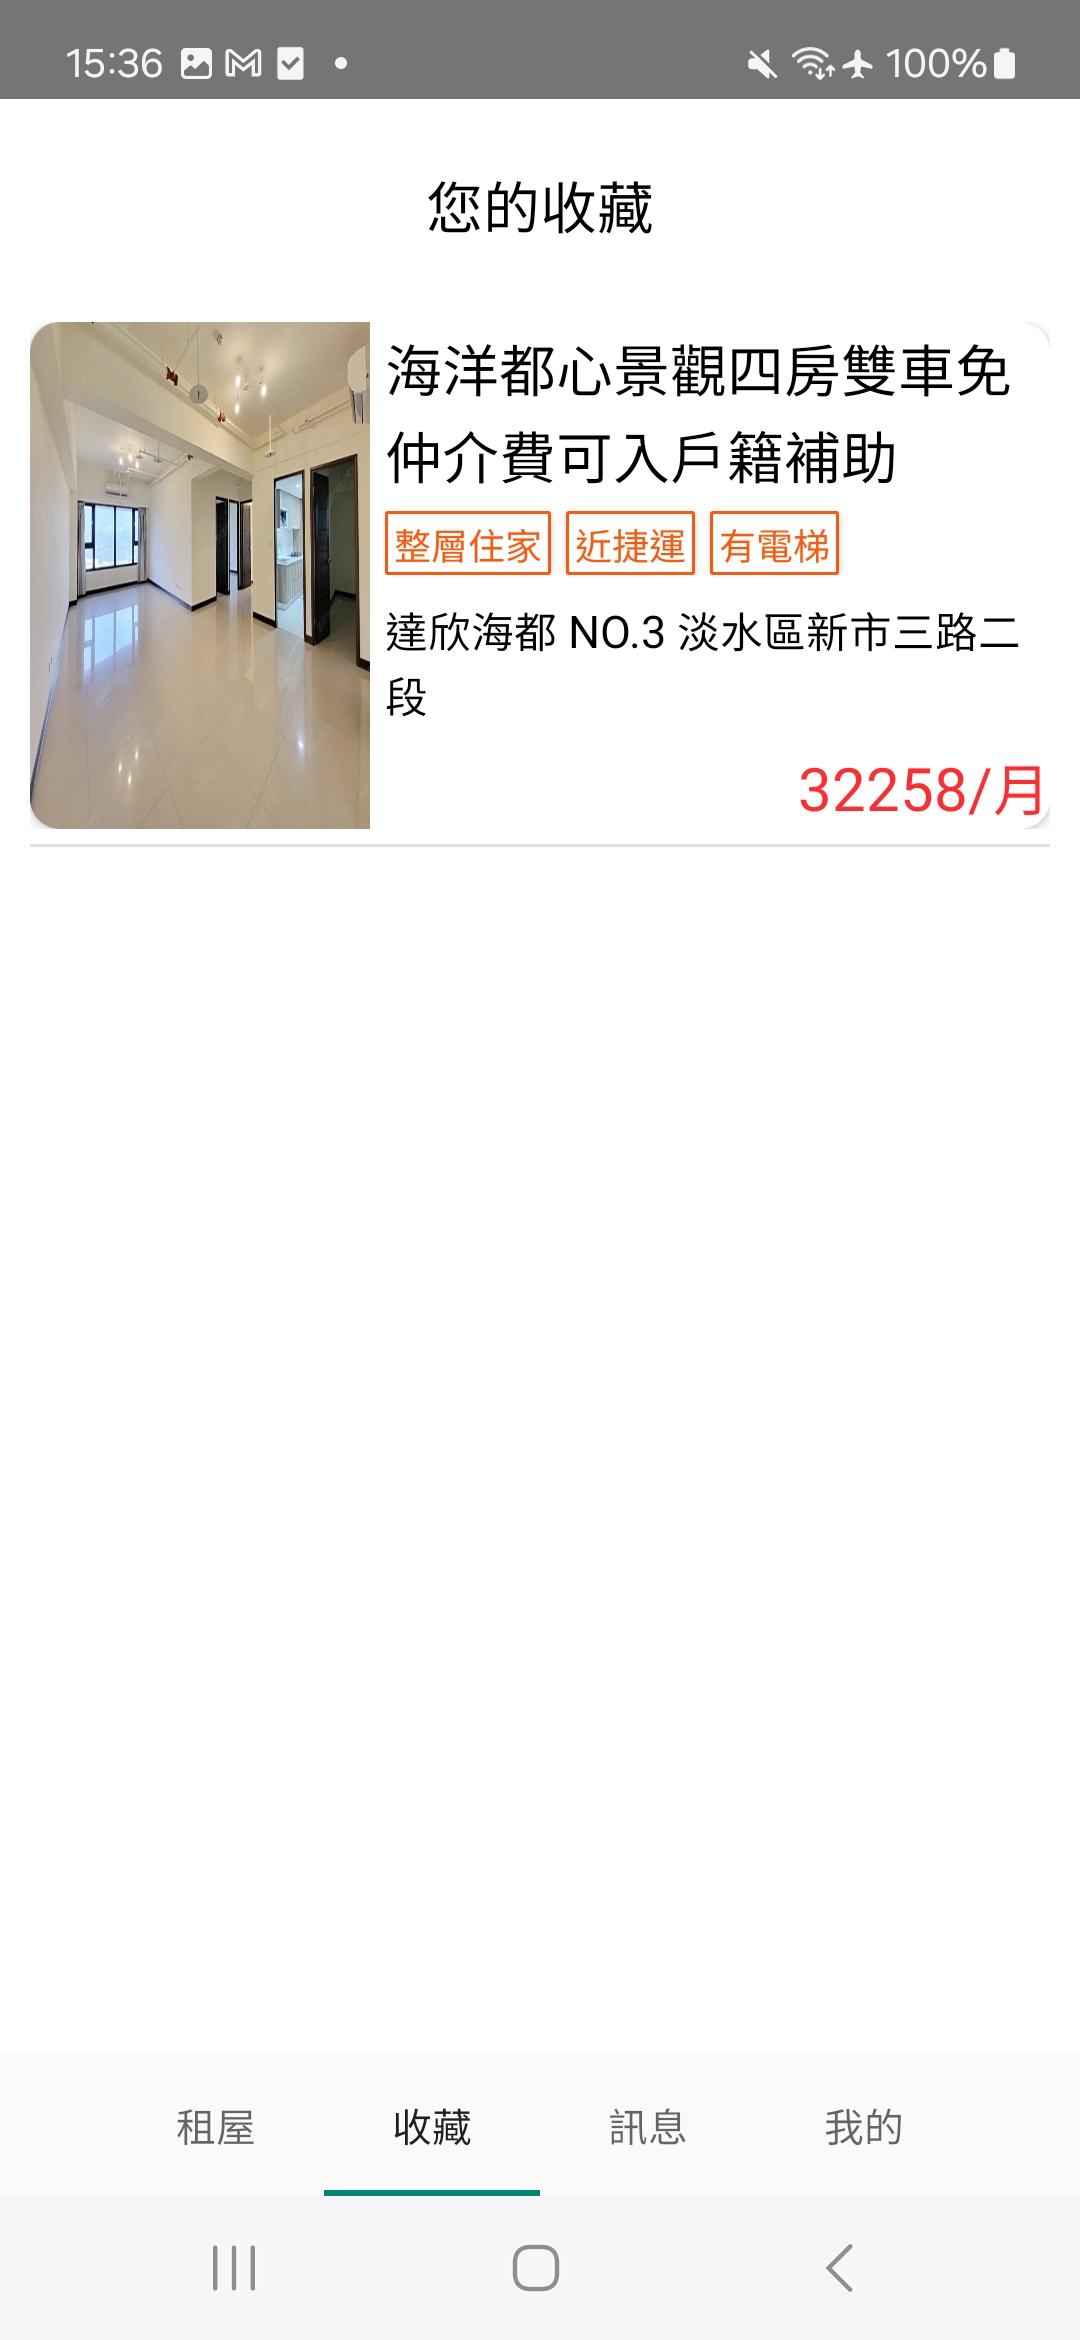 15:36
100%
您的收藏
海洋都心景觀四房雙車免
仲介費可入戶籍補助
整層住家 近捷運 有電梯
達欣海都 NO.3 淡水區新市三路二
段
32258/月
租屋 收藏 訊息 我的